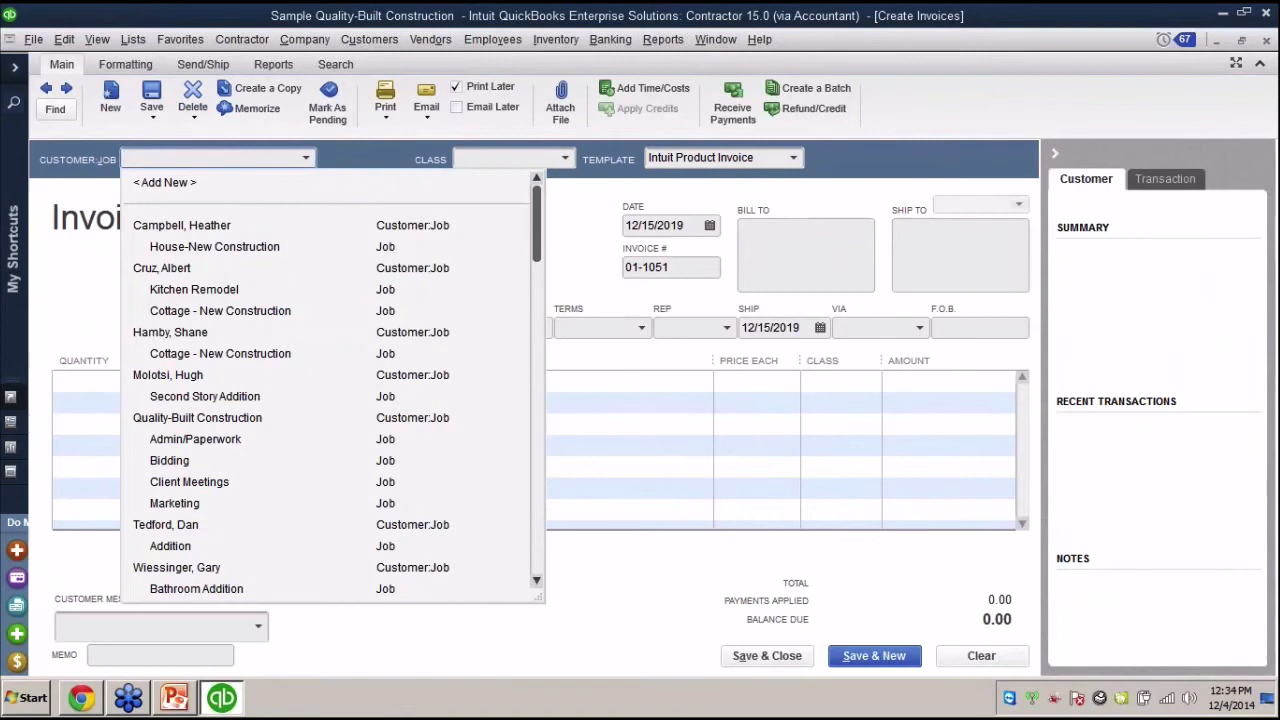 Sample Quality-Built Construction - Intuit QuickBooks Enterprise Solutions: Contractor 15.0 (via Accountant) - [Create Invoices]
File Edit View Lists Favorites Contractor Company Customers Vendors Employees Inventory Banking Reports Window Help 67
Main Formatting Send/Ship Reports Search
Find
New
Save
Delete
Create a Copy
Memorize
Mark As
Pending
Print
Email
Print Later
Email Later
Attach
File
Add Time/Costs
Apply Credits
Receive
Payments
Create a Batch
Refund/Credit
My Shortcuts
CUSTOMER:JOB CLASS TEMPLATE Intuit Product Invoice
< Add New >
Campbell, Heather Customer:Job
House-New Construction Job
Cruz, Albert Customer:Job
Kitchen Remodel Job
Cottage - New Construction Job
Hamby, Shane Customer:Job
Cottage - New Construction Job
Molotsi, Hugh Customer:Job
Second Story Addition Job
Quality-Built Construction Customer:Job
Admin/Paperwork Job
Bidding Job
Client Meetings Job
Marketing Job
Tedford, Dan Customer:Job
Addition Job
Wiessinger, Gary Customer:Job
Bathroom Addition Job
Invoi
DATE
12/15/2019
INVOICE #
01-1051
BILL TO
SHIP TO
TERMS REP SHIP VIA F.O.B.
12/15/2019
QUANTITY PRICE EACH CLASS AMOUNT
Do M
CUSTOMER MES
MEMO
TOTAL
PAYMENTS APPLIED 0.00
BALANCE DUE 0.00
Save & Close Save & New Clear
Customer Transaction
SUMMARY
RECENT TRANSACTIONS
NOTES
Start
12:34 PM
12/4/2014